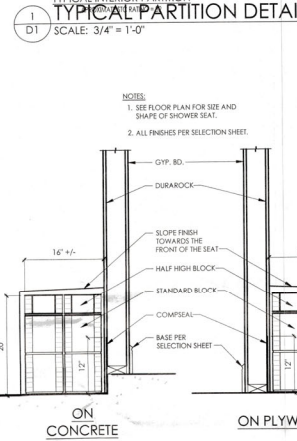 1
D1
TYPICAL PARTITION DETAI
SCALE: 3/4" = 1'-0"
NOTES:
1. SEE FLOOR PLAN FOR SIZE AND
SHAPE OF SHOWER SEAT.
2. ALL FINISHES PER SELECTION SHEET.
GYP. BD.
DURAROCK
SLOPE FINISH
TOWARDS THE
FRONT OF THE SEAT
16" +/-
HALF HIGH BLOCK
STANDARD BLOCK
COMPSEAL
BASE PER
SELECTION SHEET
20"
12"
12"
ON
CONCRETE
ON PLYW